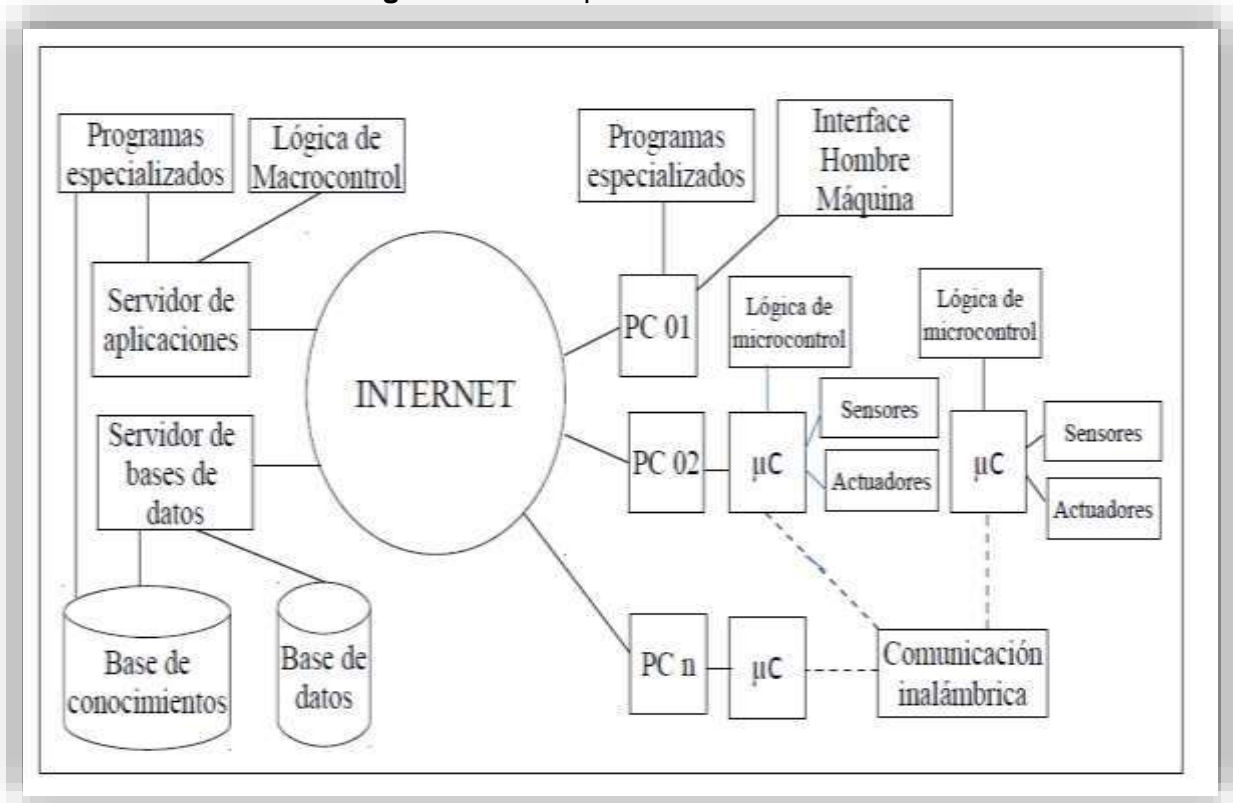 Programas
especializados
Lógica de
Macrocontrol
Programas
especializados
Interface
Hombre
Máquina
Servidor de
aplicaciones
INTERNET
PC 01
Lógica de
microcontrol
Lógica de
microcontrol
Servidor de
bases de
datos
PC 02
µC
Sensores
Actuadores
µC
Sensores
Actuadores
Base de
conocimientos
Base de
datos
PC n
µC
Comunicación
inalámbrica